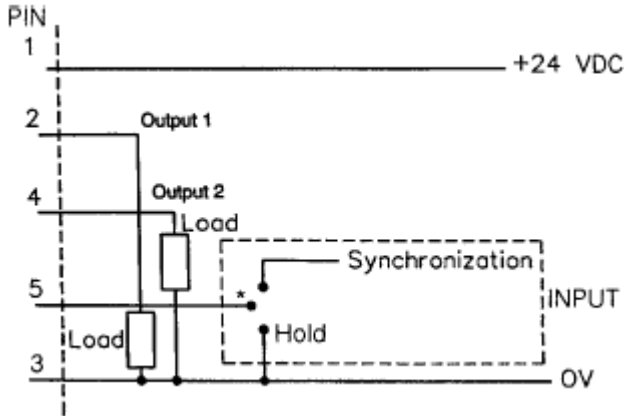 PIN
1
+24 VDC
2
Output 1
4
Output 2
Load
Synchronization
5
*
INPUT
Hold
Load
3
0V